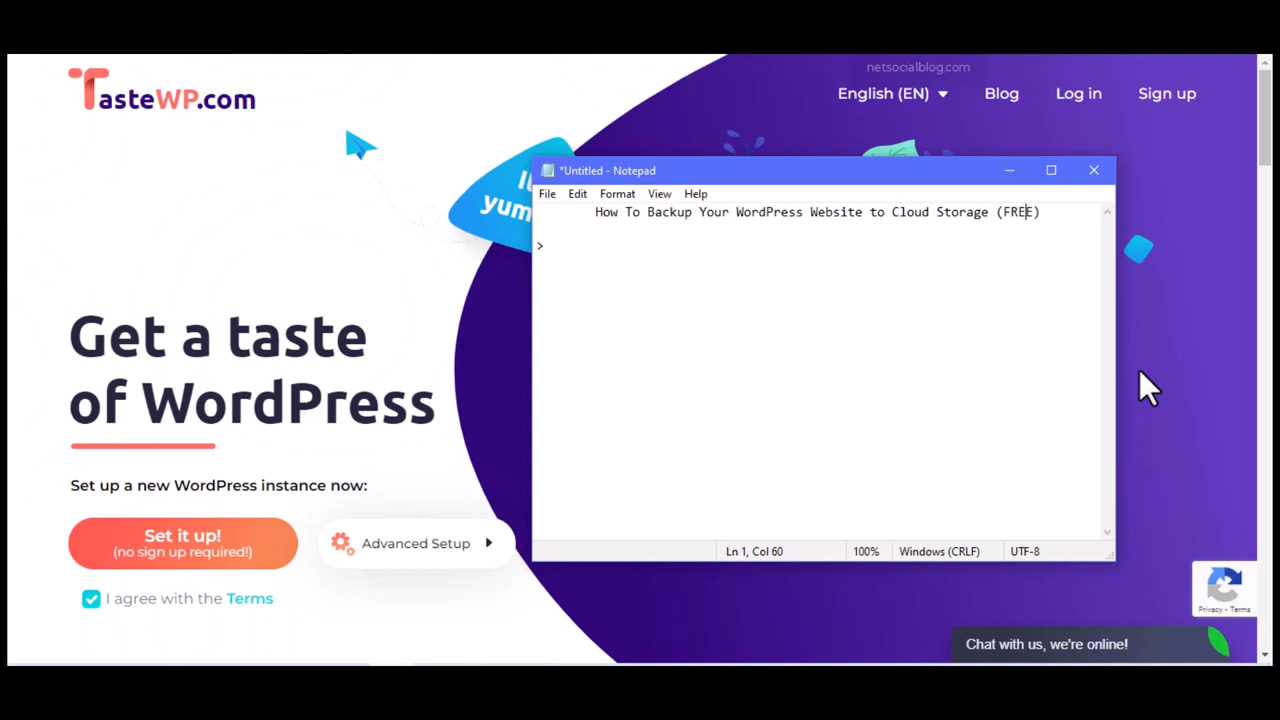 TasteWP.com
netsocialblog.com
English (EN) Blog Log in Sign up
It
yum
*Untitled - Notepad
File Edit Format View Help
How To Backup Your WordPress Website to Cloud Storage (FREE)
>
Get a taste
of WordPress
Set up a new WordPress instance now:
Set it up!
(no sign up required!)
Advanced Setup
I agree with the Terms
Ln 1, Col 60 100% Windows (CRLF) UTF-8
Privacy - Terms
Chat with us, we're online!